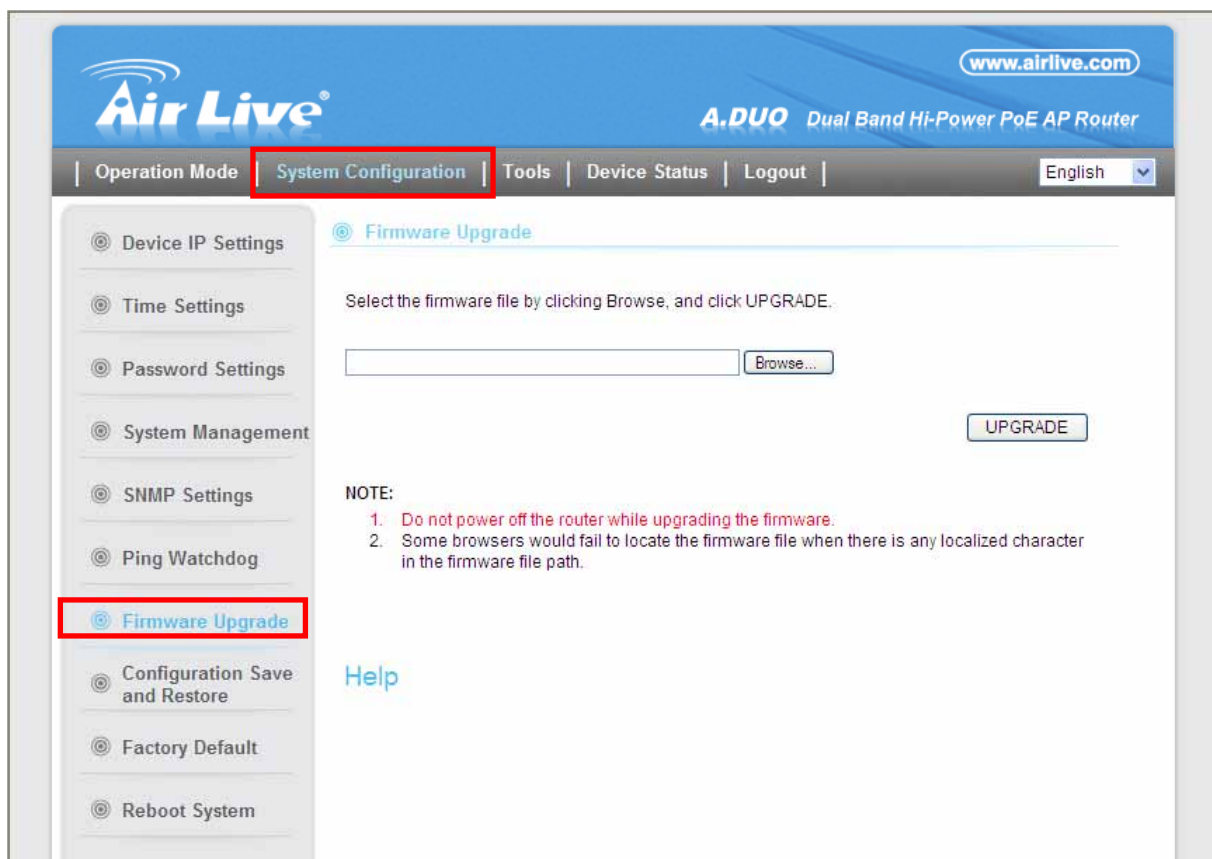 www.airlive.com
Air Live®
A.DUO Dual Band Hi-Power PoE AP Router
| Operation Mode | System Configuration | Tools | Device Status | Logout |
English
Device IP Settings
Time Settings
Password Settings
System Management
SNMP Settings
Ping Watchdog
Firmware Upgrade
Configuration Save
and Restore
Factory Default
Reboot System
Firmware Upgrade
Select the firmware file by clicking Browse, and click UPGRADE.
Browse...
UPGRADE
NOTE:
1. Do not power off the router while upgrading the firmware.
2. Some browsers would fail to locate the firmware file when there is any localized character
in the firmware file path.
Help